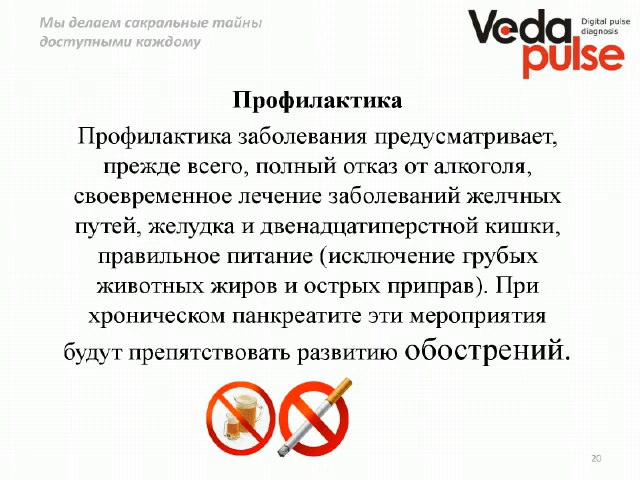 Мы делаем сакральные тайны
доступными каждому
Veda
pulse
Digital pulse
diagnosis
Профилактика
Профилактика заболевания предусматривает,
прежде всего, полный отказ от алкоголя,
своевременное лечение заболеваний желчных
путей, желудка и двенадцатиперстной кишки,
правильное питание (исключение грубых
животных жиров и острых приправ). При
хроническом панкреатите эти мероприятия
будут препятствовать развитию обострений.
20